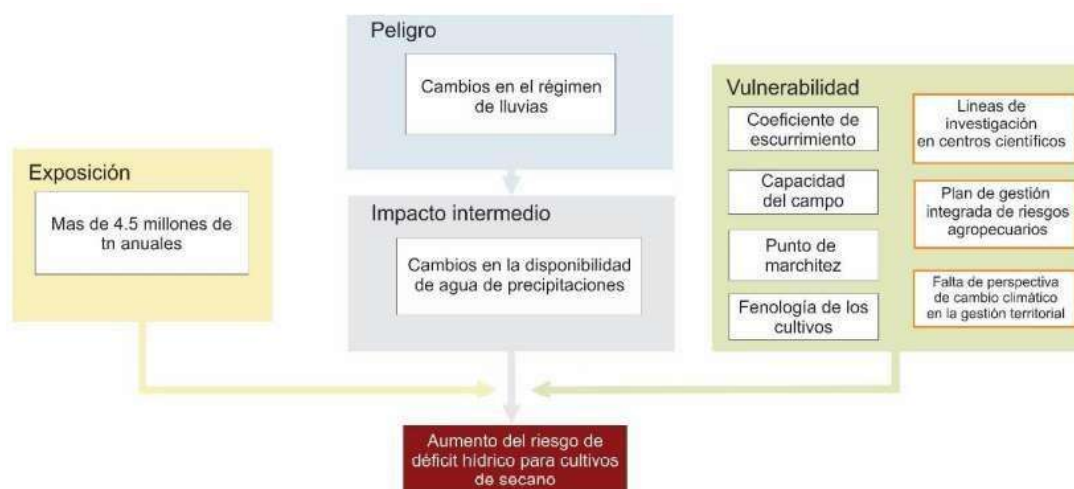 Peligro
Cambios en el régimen
de lluvias
Exposición
Mas de 4.5 millones de
tn anuales
Impacto intermedio
Cambios en la disponibilidad
de agua de precipitaciones
Vulnerabilidad
Coeficiente de
escurrimiento
Capacidad
del campo
Punto de
marchitez
Fenología de los
cultivos
Lineas de
investigación
en centros científicos
Plan de gestión
integrada de riesgos
agropecuarios
Falta de perspectiva
de cambio climático
en la gestión territorial
Aumento del riesgo de
déficit hídrico para cultivos
de secano